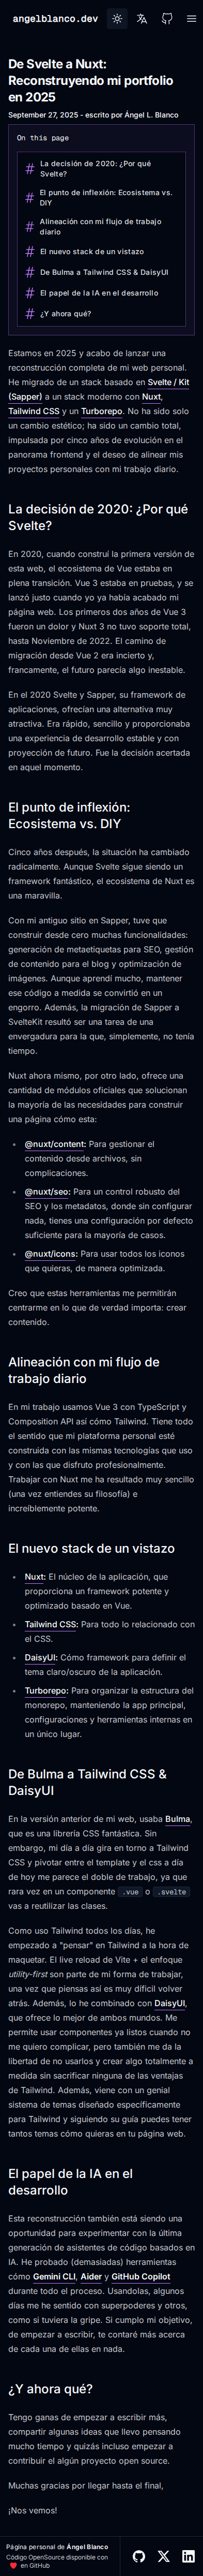 angelblanco.dev
De Svelte a Nuxt:
Reconstruyendo mi portfolio
en 2025
September 27, 2025 - escrito por Ángel L. Blanco
On this page
La decisión de 2020: ¿Por qué
Svelte?
El punto de inflexión: Ecosistema vs.
DIY
Alineación con mi flujo de trabajo
diario
El nuevo stack de un vistazo
De Bulma a Tailwind CSS & DaisyUI
El papel de la IA en el desarrollo
¿Y ahora qué?
Estamos en 2025 y acabo de lanzar una
reconstrucción completa de mi web personal.
He migrado de un stack basado en Svelte / Kit
(Sapper) a un stack moderno con Nuxt,
Tailwind CSS y un Turborepo. No ha sido solo
un cambio estético; ha sido un cambio total,
impulsada por cinco años de evolución en el
panorama frontend y el deseo de alinear mis
proyectos personales con mi trabajo diario.
La decisión de 2020: ¿Por qué
Svelte?
En 2020, cuando construí la primera versión de
esta web, el ecosistema de Vue estaba en
plena transición. Vue 3 estaba en pruebas, y se
lanzó justo cuando yo ya había acabado mi
página web. Los primeros dos años de Vue 3
fueron un dolor y Nuxt 3 no tuvo soporte total,
hasta Noviembre de 2022. El camino de
migración desde Vue 2 era incierto y,
francamente, el futuro parecía algo inestable.
En el 2020 Svelte y Sapper, su framework de
aplicaciones, ofrecían una alternativa muy
atractiva. Era rápido, sencillo y proporcionaba
una experiencia de desarrollo estable y con
proyección de futuro. Fue la decisión acertada
en aquel momento.
El punto de inflexión:
Ecosistema vs. DIY
Cinco años después, la situación ha cambiado
radicalmente. Aunque Svelte sigue siendo un
framework fantástico, el ecosistema de Nuxt es
una maravilla.
Con mi antiguo sitio en Sapper, tuve que
construir desde cero muchas funcionalidades:
generación de metaetiquetas para SEO, gestión
de contenido para el blog y optimización de
imágenes. Aunque aprendí mucho, mantener
ese código a medida se convirtió en un
engorro. Además, la migración de Sapper a
SvelteKit resultó ser una tarea de una
envergadura para la que, simplemente, no tenía
tiempo.
Nuxt ahora mismo, por otro lado, ofrece una
cantidad de módulos oficiales que solucionan
la mayoría de las necesidades para construir
una página cómo esta:
@nuxt/content: Para gestionar el
contenido desde archivos, sin
complicaciones.
@nuxt/seo: Para un control robusto del
SEO y los metadatos, donde sin configurar
nada, tienes una configuración por defecto
suficiente para la mayoría de casos.
@nuxt/icons: Para usar todos los iconos
que quieras, de manera optimizada.
Creo que estas herramientas me permitirán
centrarme en lo que de verdad importa: crear
contenido.
Alineación con mi flujo de
trabajo diario
En mi trabajo usamos Vue 3 con TypeScript y
Composition API así cómo Tailwind. Tiene todo
el sentido que mi plataforma personal esté
construida con las mismas tecnologías que uso
y con las que disfruto profesionalmente.
Trabajar con Nuxt me ha resultado muy sencillo
(una vez entiendes su filosofía) e
increíblemente potente.
El nuevo stack de un vistazo
Nuxt: El núcleo de la aplicación, que
proporciona un framework potente y
optimizado basado en Vue.
Tailwind CSS: Para todo lo relacionado con
el CSS.
DaisyUI: Cómo framework para definir el
tema claro/oscuro de la aplicación.
Turborepo: Para organizar la estructura del
monorepo, manteniendo la app principal,
configuraciones y herramientas internas en
un único lugar.
De Bulma a Tailwind CSS &
DaisyUI
En la versión anterior de mi web, usaba Bulma,
que es una librería CSS fantástica. Sin
embargo, mi día a día gira en torno a Tailwind
CSS y pivotar entre el template y el css a día
de hoy me parece el doble de trabajo, ya que
rara vez en un componente .vue o .svelte
vas a reutilizar las clases.
Como uso Tailwind todos los días, he
empezado a "pensar" en Tailwind a la hora de
maquetar. El live reload de Vite + el enfoque
utility-first son parte de mi forma de trabajar,
una vez que piensas así es muy difícil volver
atrás. Además, lo he combinado con DaisyUI,
que ofrece lo mejor de ambos mundos. Me
permite usar componentes ya listos cuando no
me quiero complicar, pero también me da la
libertad de no usarlos y crear algo totalmente a
medida sin sacrificar ninguna de las ventajas
de Tailwind. Además, viene con un genial
sistema de temas diseñado específicamente
para Tailwind y siguiendo su guía puedes tener
tantos temas cómo quieras en tu página web.
El papel de la IA en el
desarrollo
Esta reconstrucción también está siendo una
oportunidad para experimentar con la última
generación de asistentes de código basados en
IA. He probado (demasiadas) herramientas
cómo Gemini CLI, Aider y GitHub Copilot
durante todo el proceso. Usandolas, algunos
días me he sentido con superpoderes y otros,
como si tuviera la gripe. Si cumplo mi objetivo,
de empezar a escribir, te contaré más acerca
de cada una de ellas en nada.
¿Y ahora qué?
Tengo ganas de empezar a escribir más,
compartir algunas ideas que llevo pensando
mucho tiempo y quizás incluso empezar a
contribuir el algún proyecto open source.
Muchas gracias por llegar hasta el final,
¡Nos vemos!
Página personal de Ángel Blanco
Código OpenSource disponible con
❤️ en GitHub